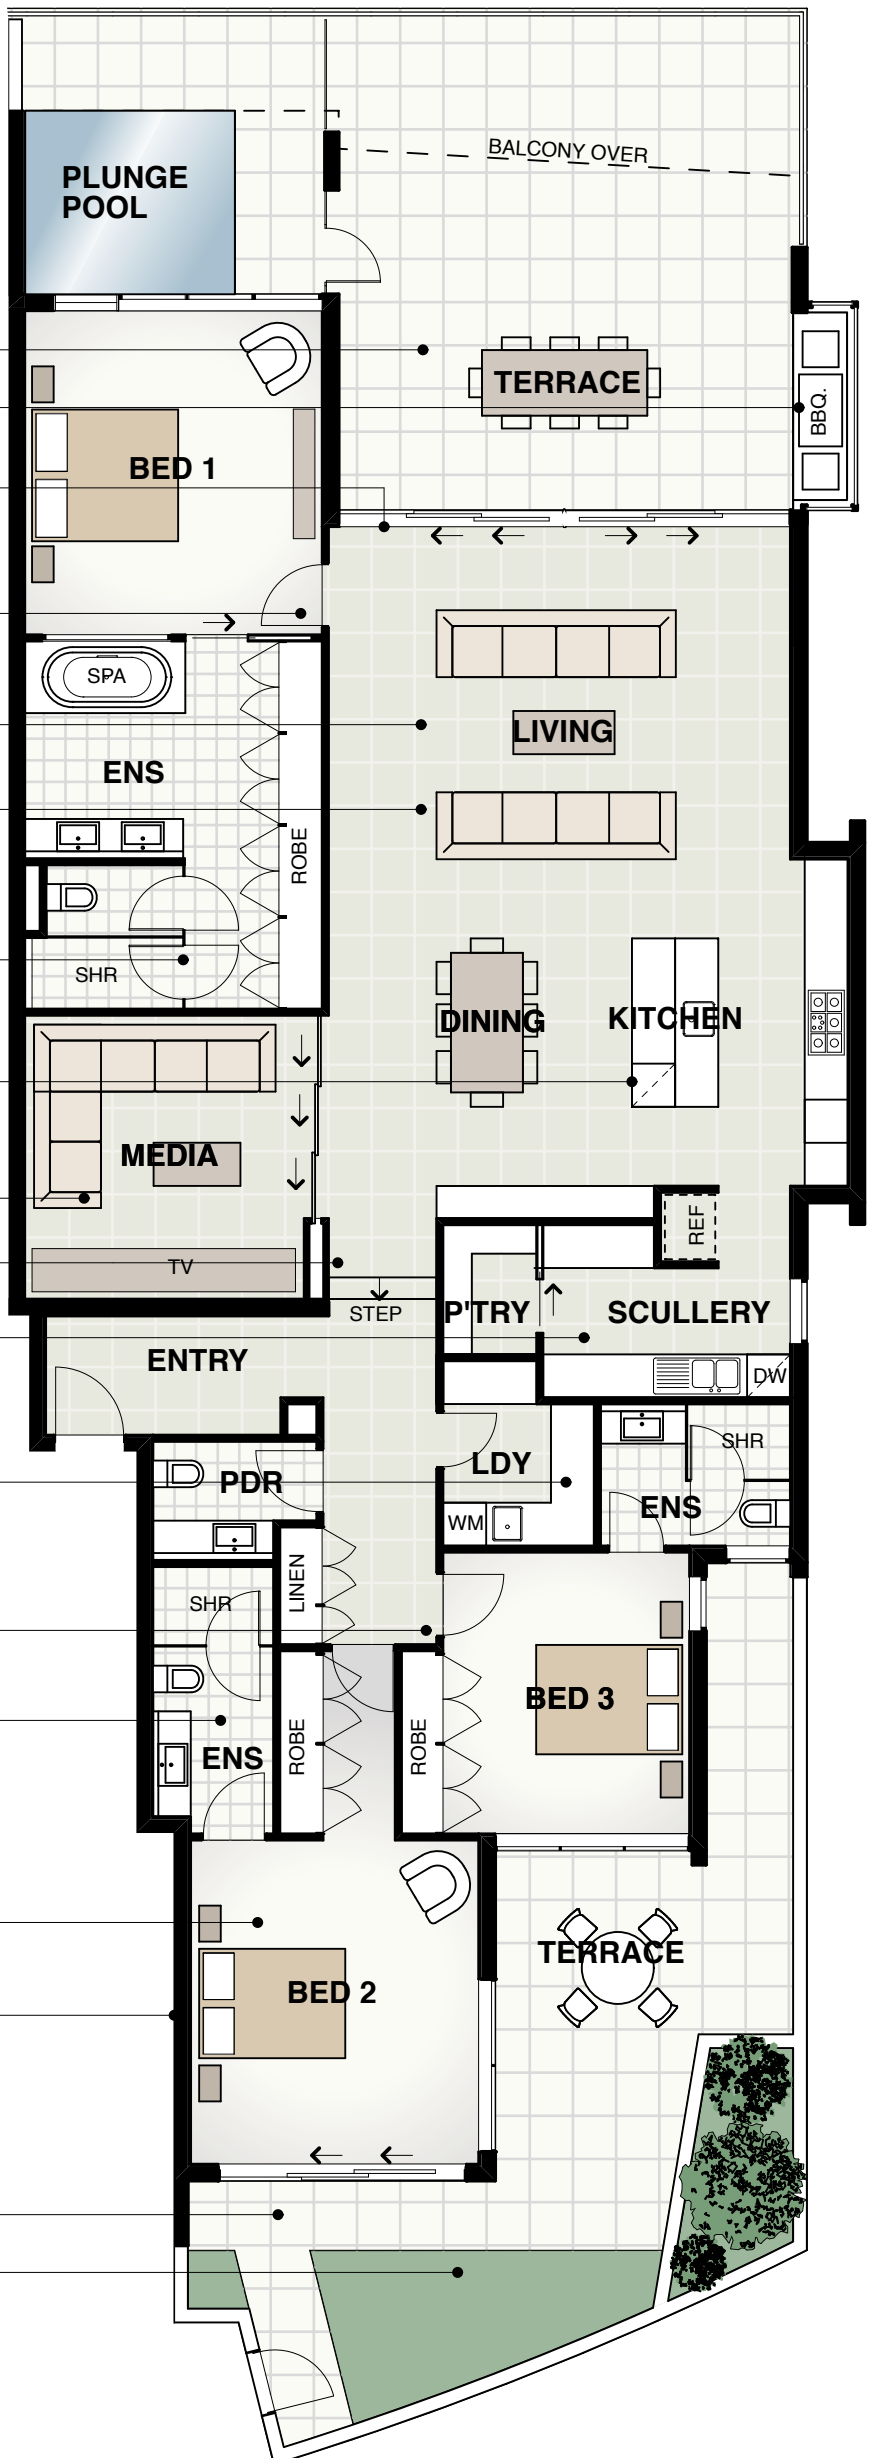 BALCONY OVER
PLUNGE
POOL
TERRACE
BBQ.
BED 1
SPA
LIVING
ENS
ROBE
SHR
DINING
KITCHEN
MEDIA
REF
TV
STEP
P'TRY
SCULLERY
ENTRY
DW
SHR
LDY
PDR
ENS
WM
LINEN
SHR
BED 3
ENS
ROBE
ROBE
TERRACE
BED 2